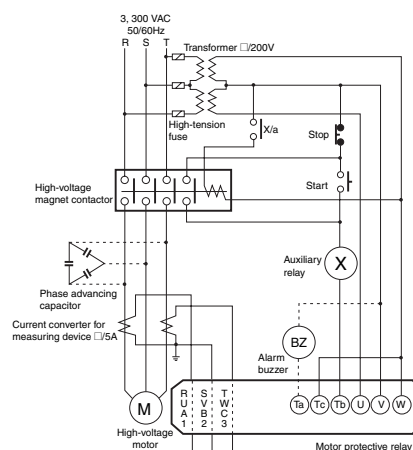 3, 300 VAC
50/60Hz
R S T
Transformer □/200V
High-tension
fuse
X/a
Stop
Start
High-voltage
magnet contactor
Auxiliary
relay
X
Phase advancing
capacitor
Current converter for
measuring device □/5A
BZ
Alarm
buzzer
R S T
U V W
A B C
1 2 3
Ta Tc Tb U V W
M
High-voltage
motor
Motor protective relay